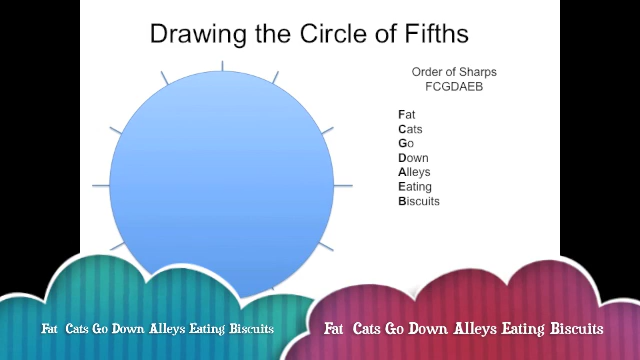 Drawing the Circle of Fifths
Order of Sharps
FCGDAEB
Fat
Cats
Go
Down
Alleys
Eating
Biscuits
Fat Cats Go Down Alleys Eating Biscuits
Fat Cats Go Down Alleys Eating Biscuits